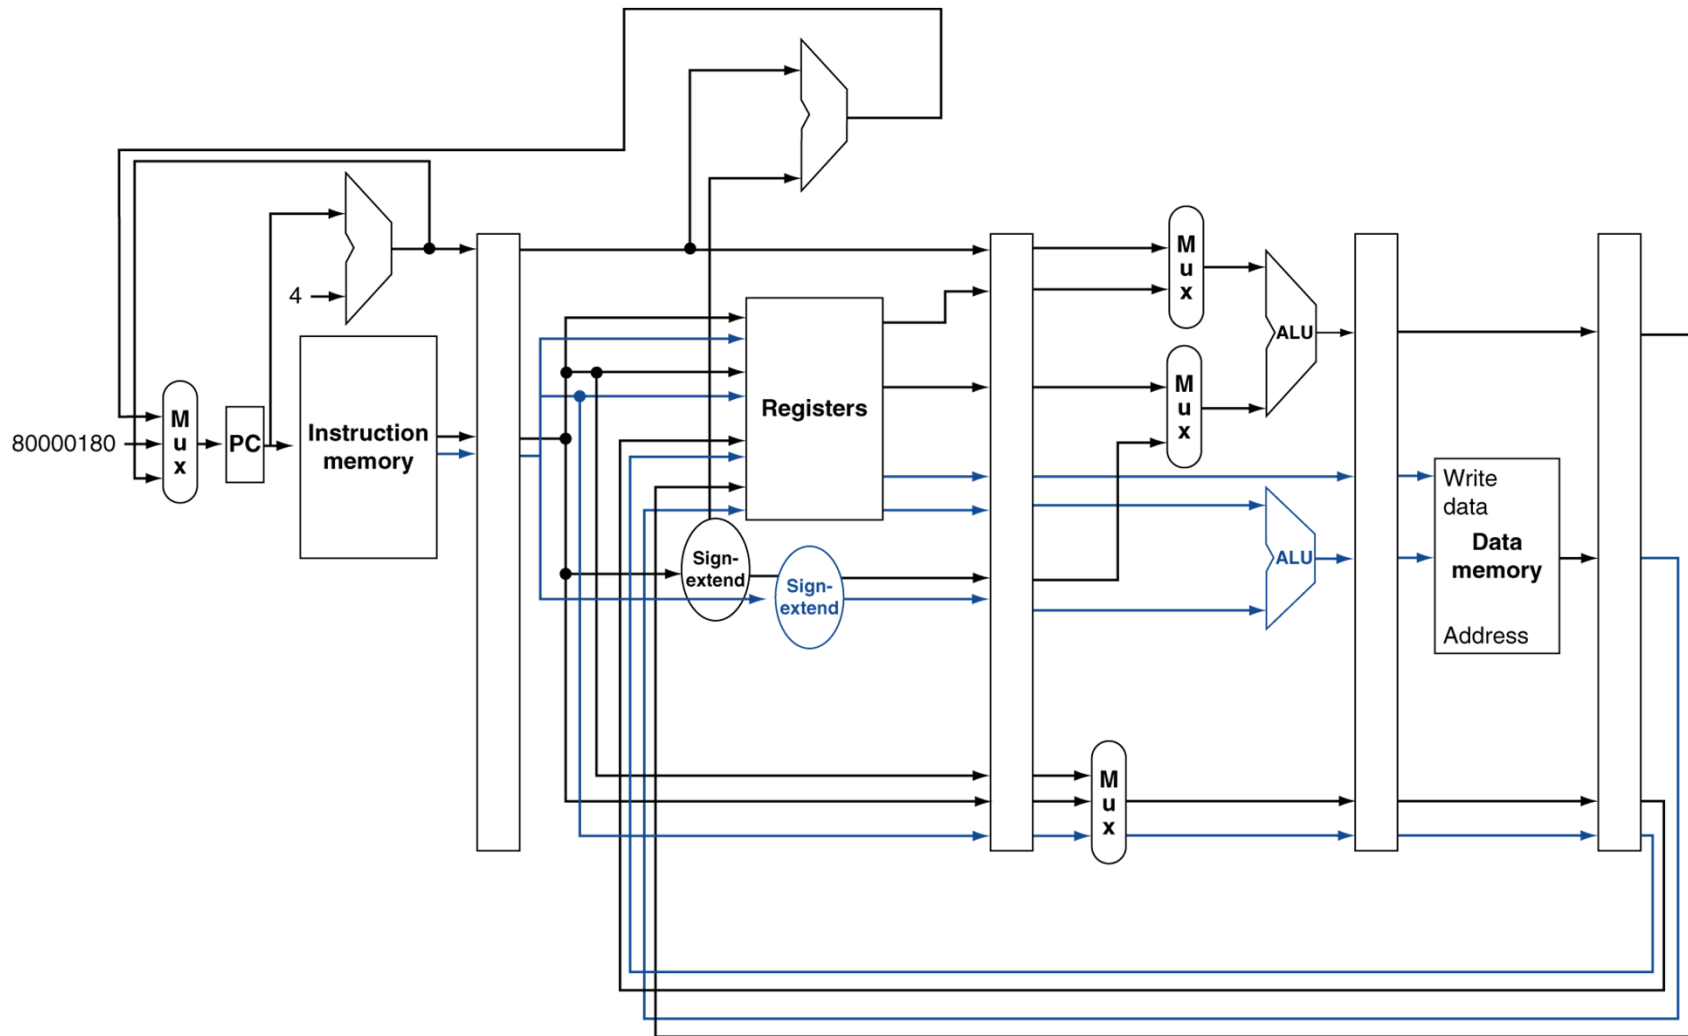 M
u
x
4
M
u
x
80000180
PC
Instruction
memory
Registers
Sign-
extend
Sign-
extend
M
u
x
ALU
M
u
x
ALU
Write
data
Data
memory
Address
M
u
x